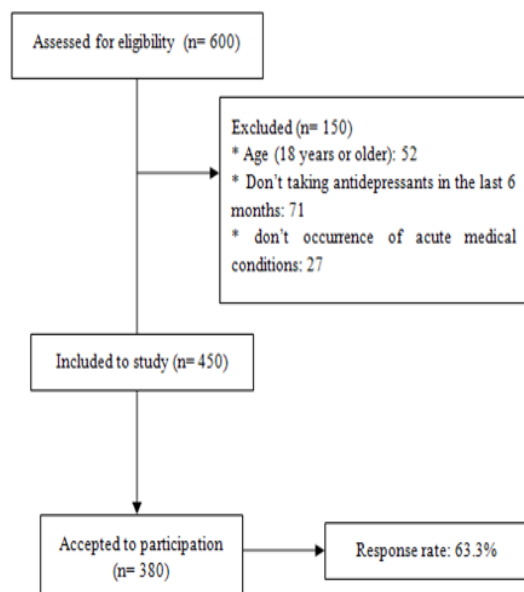 Assessed for eligibility (n= 600)
Excluded (n= 150)
* Age (18 years or older): 52
* Don't taking antidepressants in the last 6
months: 71
* don't occurrence of acute medical
conditions: 27
Included to study (n= 450)
Accepted to participation
(n= 380)
Response rate: 63.3%